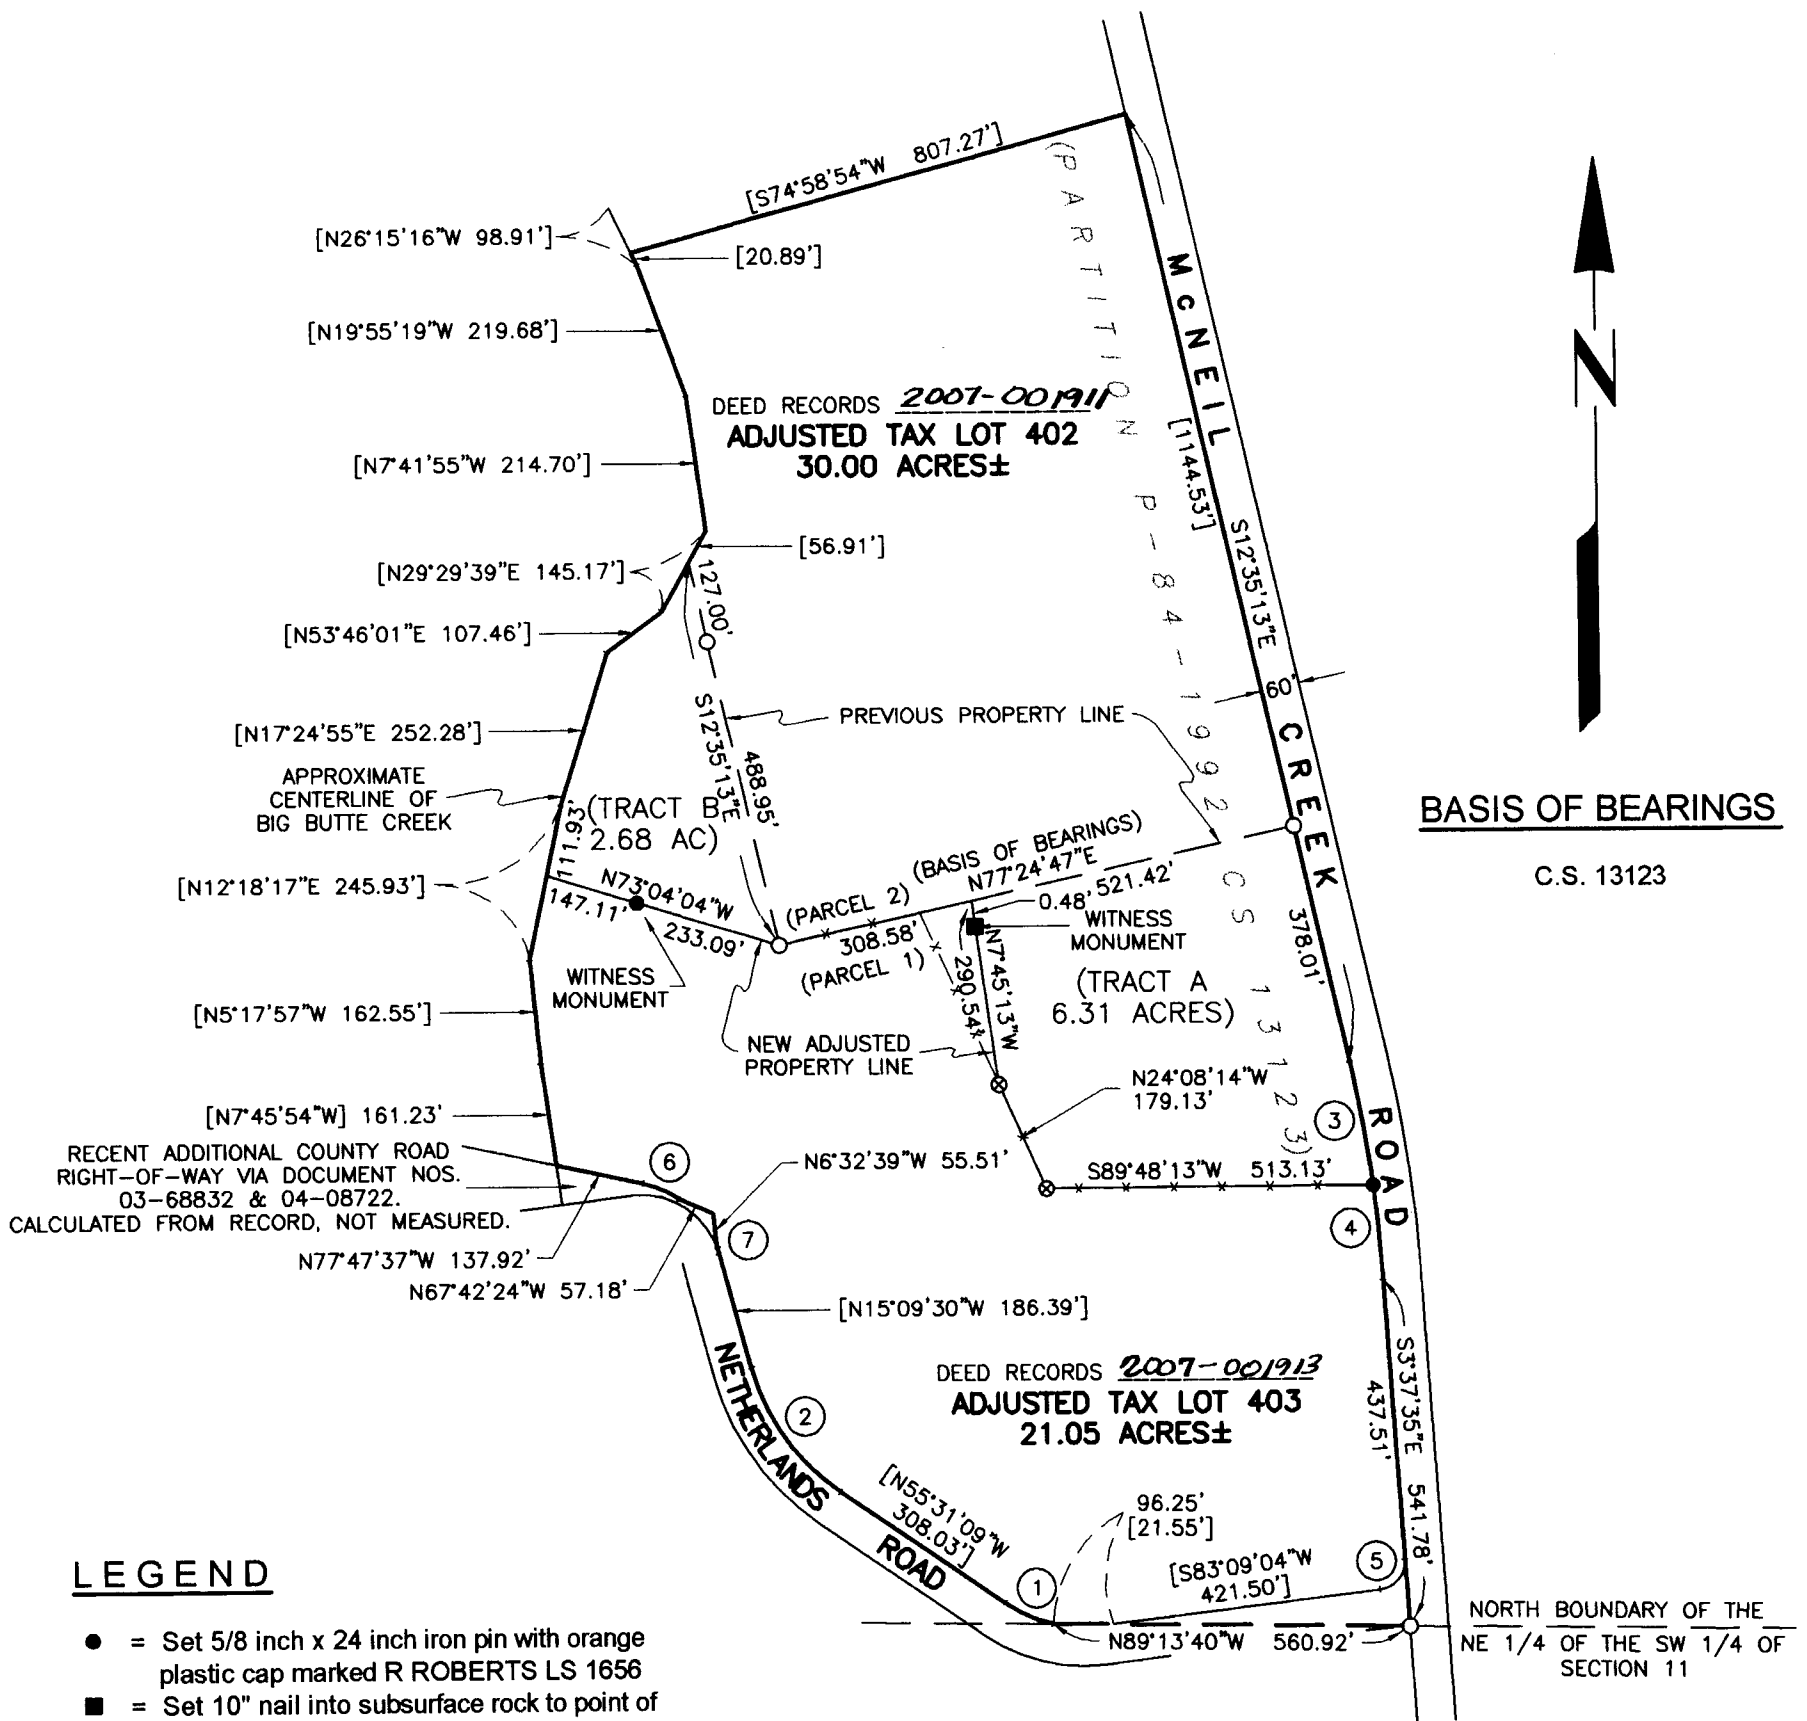 [S74°58'54"W 807.27']
[N26°15'16"W 98.91']
[20.89']
(PARTITION P-84-1992 CS 13123)
McNEIL CREEK ROAD
[N19°55'19"W 219.68']
N
DEED RECORDS 2007-001911
ADJUSTED TAX LOT 402
30.00 ACRES±
[1144.53']
S12°35'13"E
[N7°41'55"W 214.70']
[56.91']
[N29°29'39"E 145.17']
127.00'
[N53°46'01"E 107.46']
60'
S12°35'13"E
488.95'
PREVIOUS PROPERTY LINE
[N17°24'55"E 252.28']
APPROXIMATE
CENTERLINE OF
BIG BUTTE CREEK
111.93'
(TRACT B
2.68 AC)
BASIS OF BEARINGS
C.S. 13123
(BASIS OF BEARINGS)
N77°24'47"E
521.42'
0.48'
[N12°18'17"E 245.93']
N73°04'04"W
147.11'
233.09'
(PARCEL 2)
308.58'
(PARCEL 1)
WITNESS
MONUMENT
WITNESS
MONUMENT
378.01'
N7°45'13"W
290.54'
(TRACT A
6.31 ACRES)
[N5°17'57"W 162.55']
NEW ADJUSTED
PROPERTY LINE
N24°08'14"W
179.13'
[N7°45'54"W] 161.23'
3
RECENT ADDITIONAL COUNTY ROAD
RIGHT-OF-WAY VIA DOCUMENT NOS.
03-68832 & 04-08722.
CALCULATED FROM RECORD, NOT MEASURED.
6
N6°32'39"W 55.51'
S89°48'13"W 513.13'
4
7
N77°47'37"W 137.92'
N67°42'24"W 57.18'
[N15°09'30"W 186.39']
S3°37'35"E 541.78'
437.51'
DEED RECORDS 2007-001913
ADJUSTED TAX LOT 403
21.05 ACRES±
NETHERLANDS ROAD
2
[N55°31'09"W
308.03']
96.25'
[21.55']
[S83°09'04"W
421.50']
5
1
N89°13'40"W 560.92'
NORTH BOUNDARY OF THE
NE 1/4 OF THE SW 1/4 OF
SECTION 11
LEGEND
● = Set 5/8 inch x 24 inch iron pin with orange
plastic cap marked R ROBERTS LS 1656
■ = Set 10" nail into subsurface rock to point of